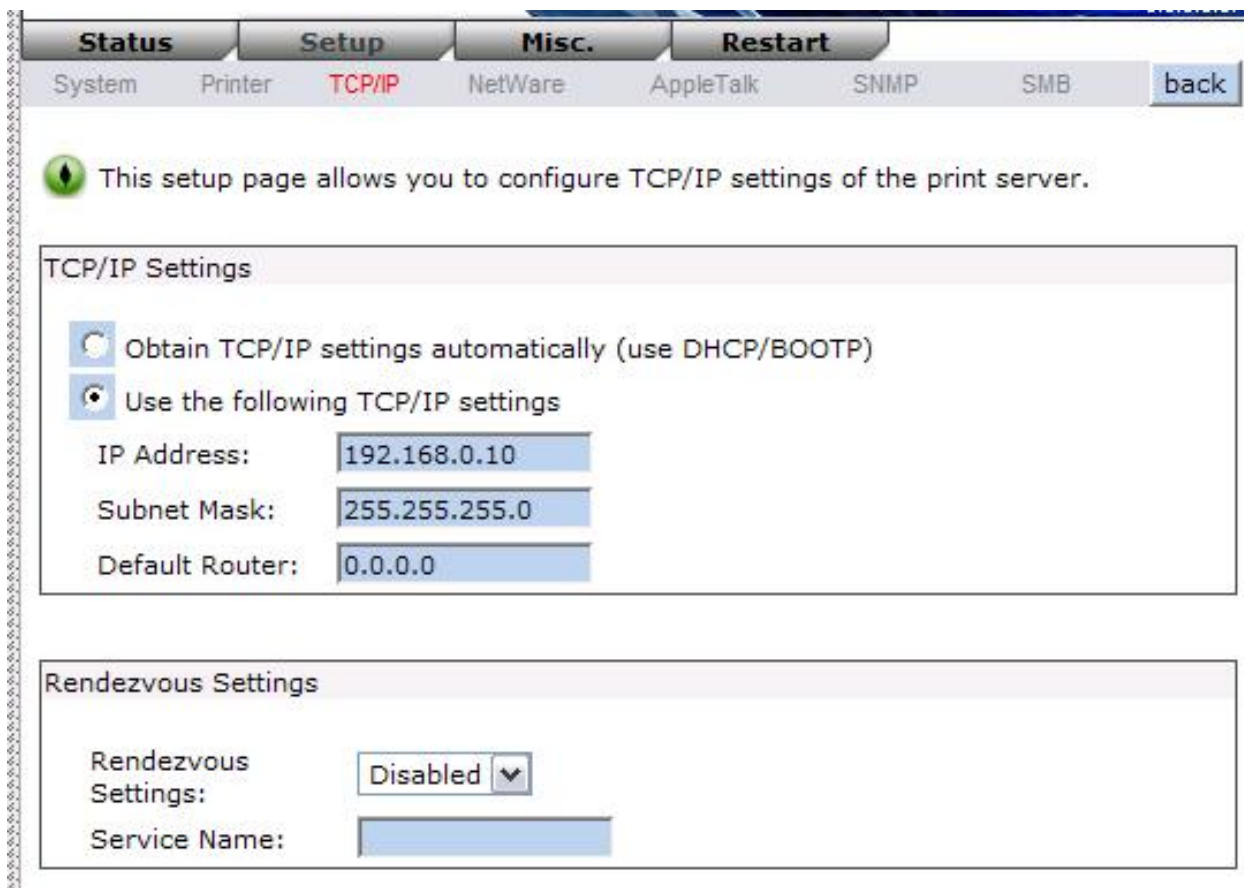 Status Setup Misc. Restart
System Printer TCP/IP NetWare AppleTalk SNMP SMB back
This setup page allows you to configure TCP/IP settings of the print server.
TCP/IP Settings
Obtain TCP/IP settings automatically (use DHCP/BOOTP)
Use the following TCP/IP settings
IP Address: 192.168.0.10
Subnet Mask: 255.255.255.0
Default Router: 0.0.0.0
Rendezvous Settings
Rendezvous
Settings: Disabled
Service Name: